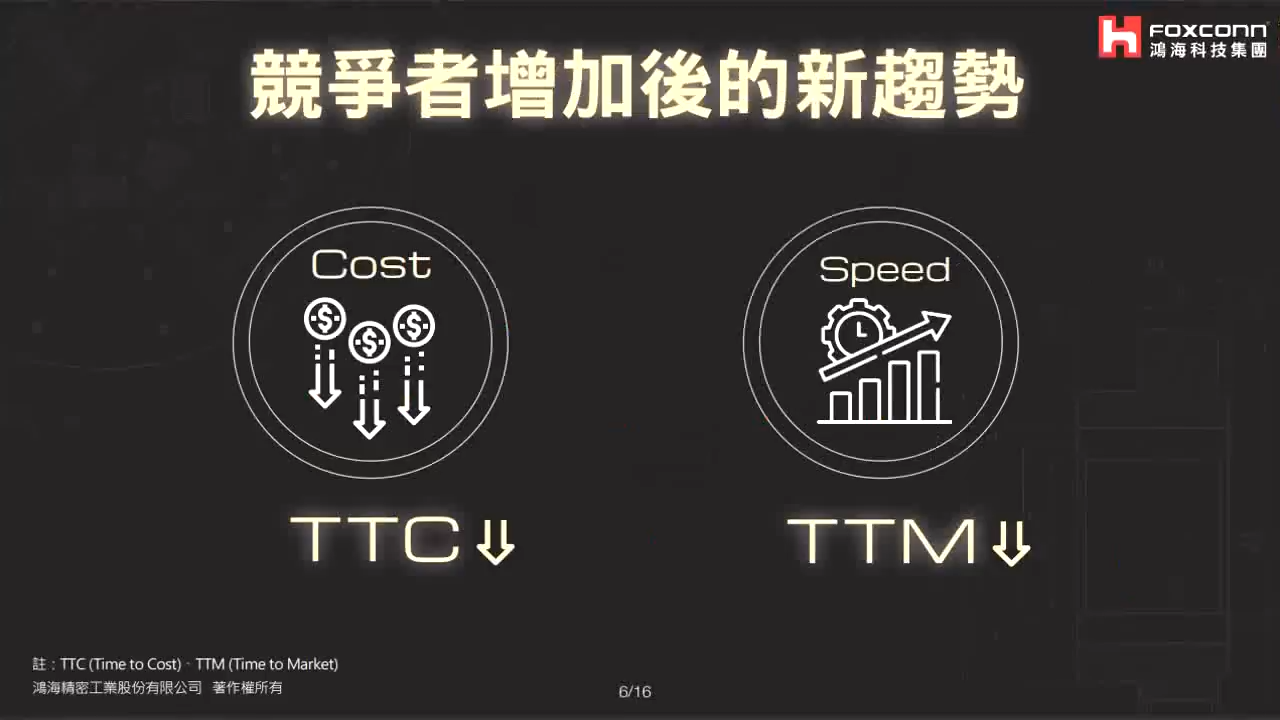 FOXCONN
鴻海科技集團
競爭者增加後的新趨勢
Cost
Speed
TTC⇓
TTM⇓
註：TTC (Time to Cost)、TTM (Time to Market)
鴻海精密工業股份有限公司 著作權所有
6/16